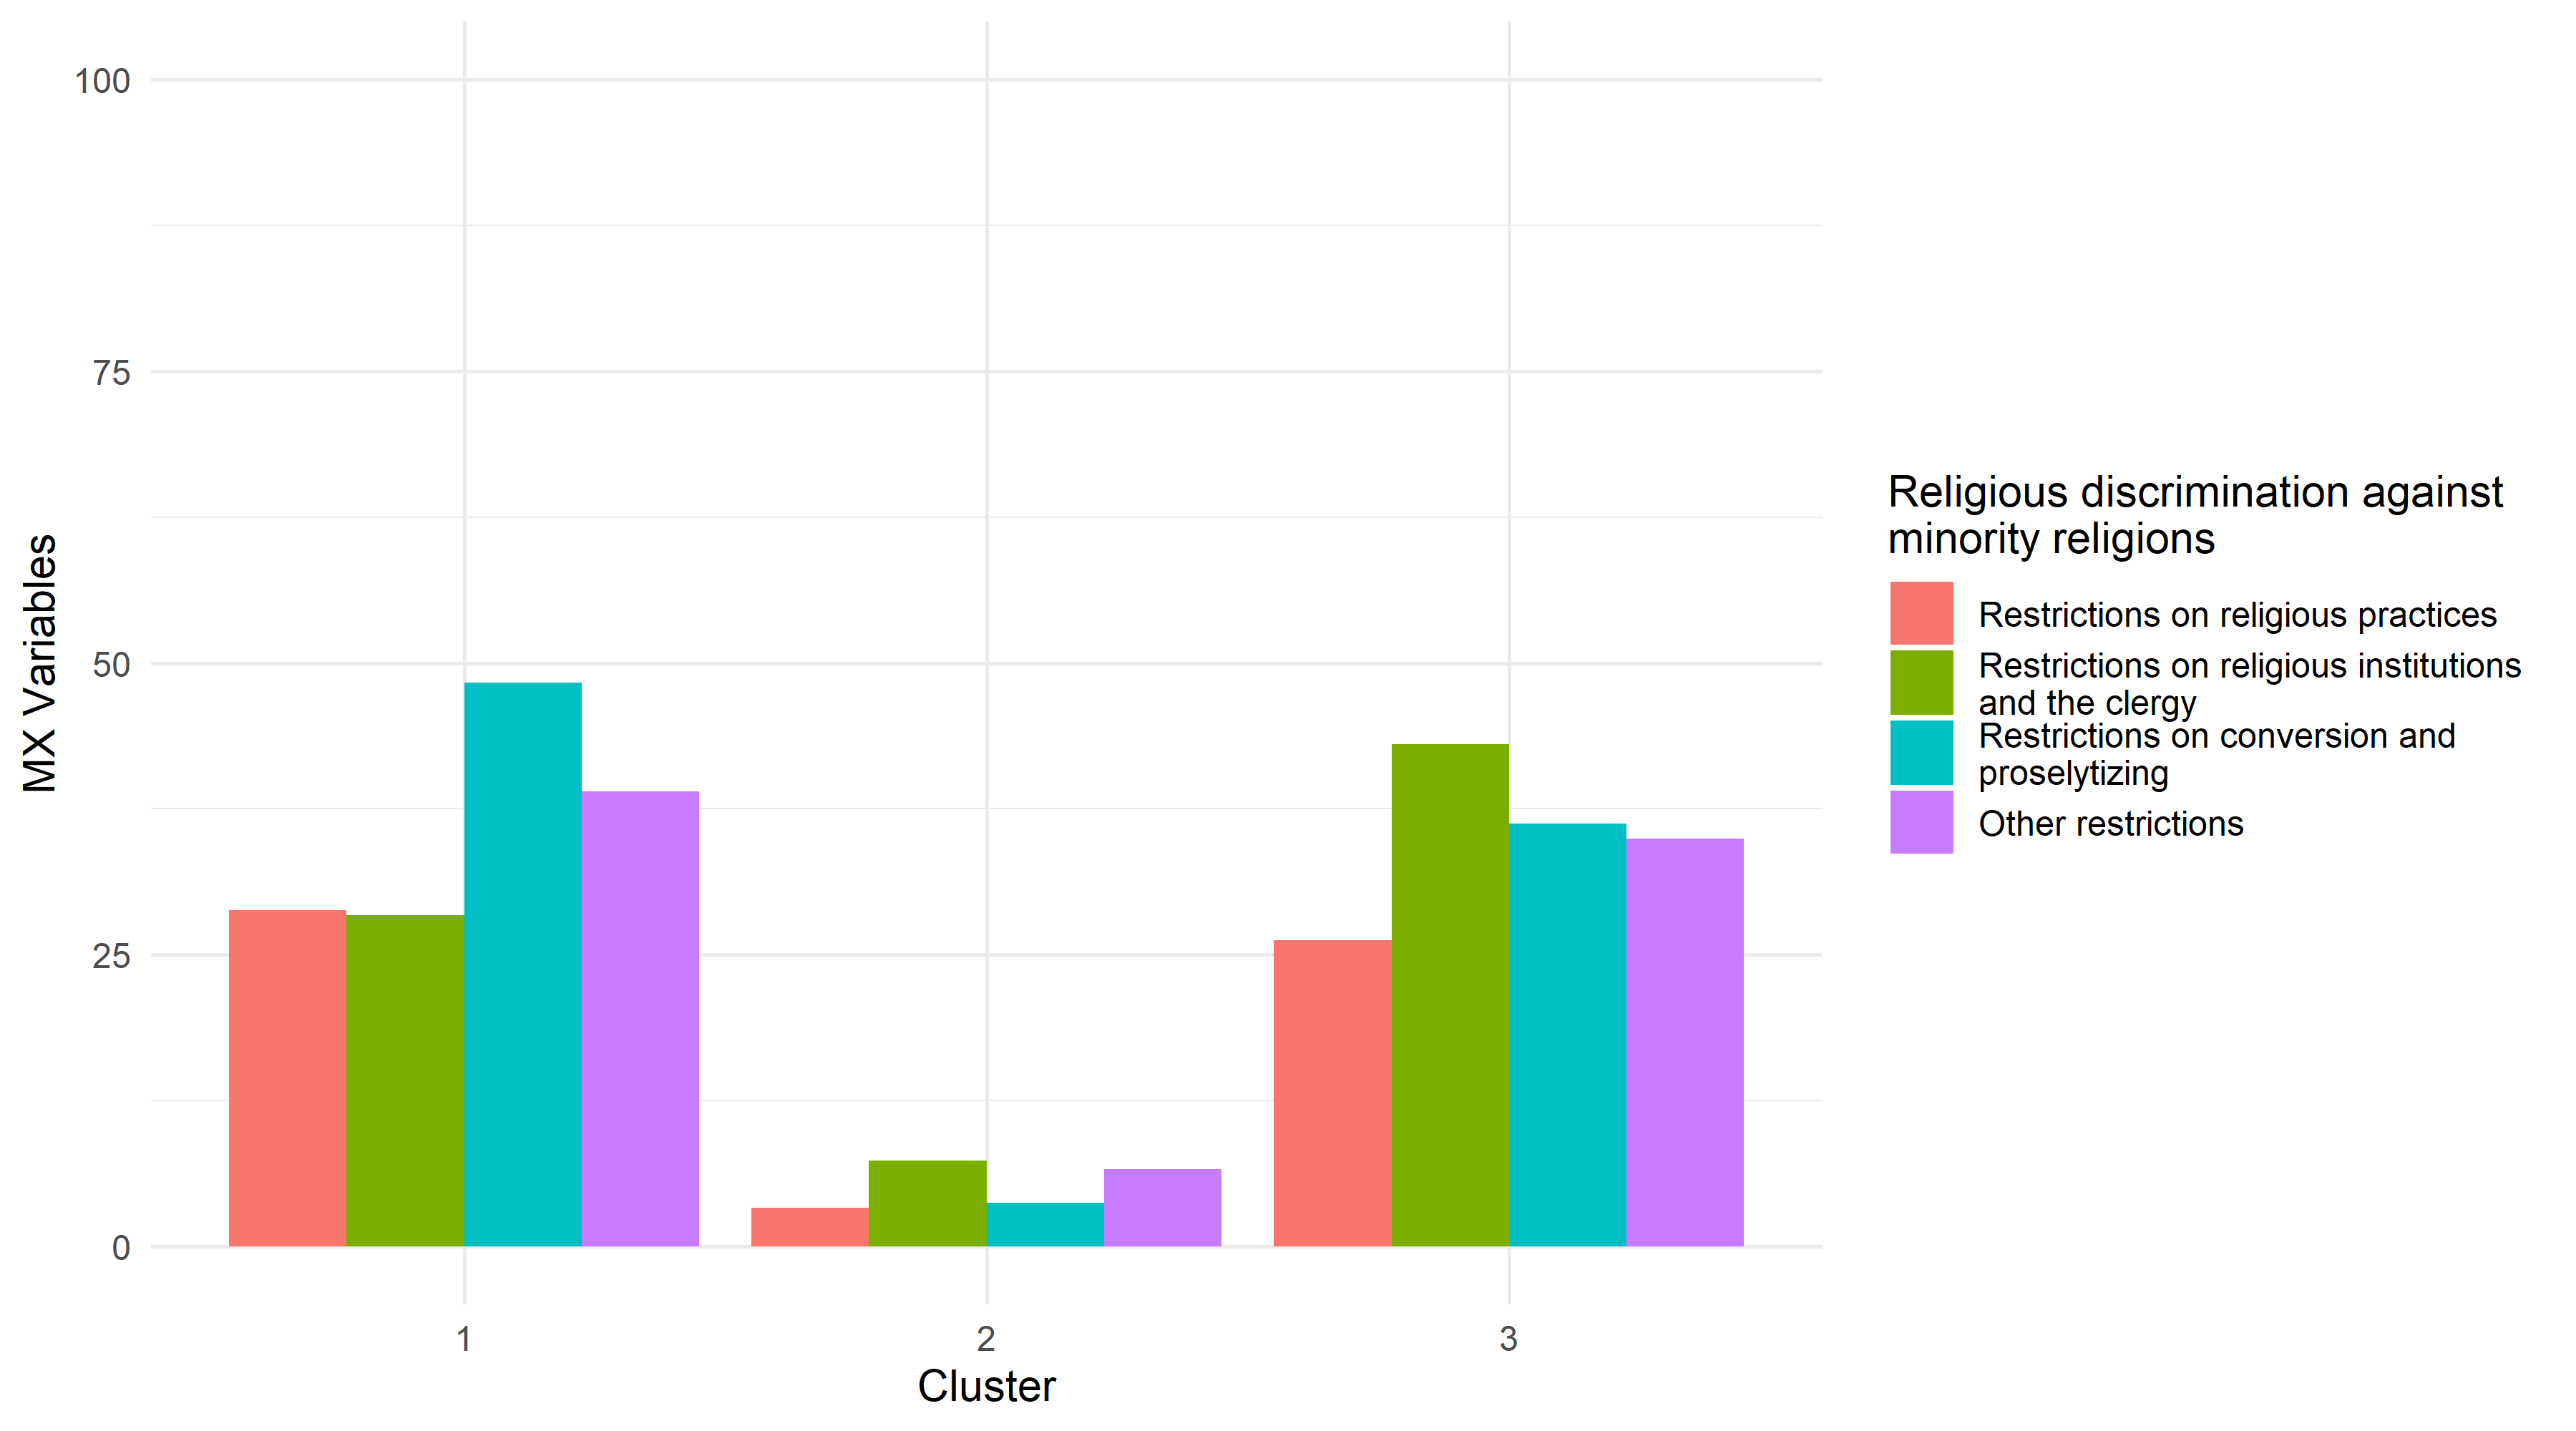 100
75
50
25
0
MX Variables
1
2
3
Cluster
Religious discrimination against
minority religions
Restrictions on religious practices
Restrictions on religious institutions
and the clergy
Restrictions on conversion and
proselytizing
Other restrictions